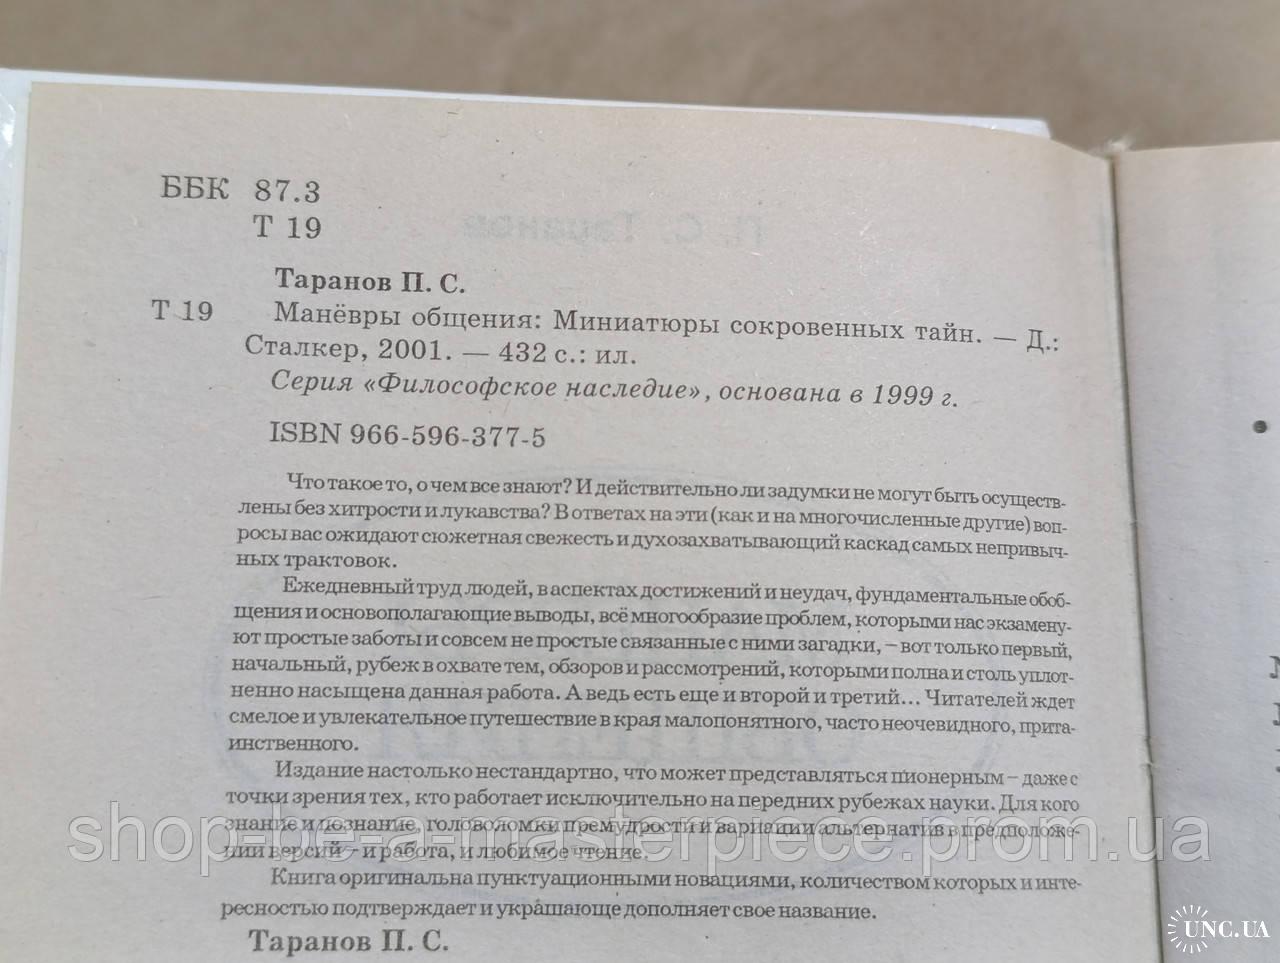 ББК 87.3
Т 19
Таранов П. С.
Т 19 Манёвры общения: Миниатюры сокровенных тайн. — Д.:
Сталкер, 2001. — 432 с.: ил.
Серия «Философское наследие», основана в 1999 г.
ISBN 966-596-377-5
Что такое то, о чем все знают? И действительно ли задумки не могут быть осуществ-
лены без хитрости и лукавства? В ответах на эти (как и на многочисленные другие) воп-
росы вас ожидают сюжетная свежесть и духозахватывающий каскад самых непривыч-
ных трактовок.
Ежедневный труд людей, в аспектах достижений и неудач, фундаментальные обоб-
щения и основополагающие выводы, всё многообразие проблем, которыми нас экзамену-
ют простые заботы и совсем не простые связанные с ними загадки, – вот только первый,
начальный, рубеж в охвате тем, обзоров и рассмотрений, которыми полна и столь уплот-
ненно насыщена данная работа. А ведь есть еще и второй и третий... Читателей ждет
смелое и увлекательное путешествие в края малопонятного, часто неочевидного, прита-
инственного.
Издание настолько нестандартно, что может представляться пионерным – даже с
точки зрения тех, кто работает исключительно на передних рубежах науки. Для кого
знание и познание, головоломки премудрости и вариации альтернатив в предположе-
нии версий – и работа, и любимое чтение.
Книга оригинальна пунктуационными новациями, количеством которых и инте-
ресностью подтверждает и украшающе дополняет свое название.
Таранов П. С.
shop-be-a-masterpiece.prom.ua
UNC.UA